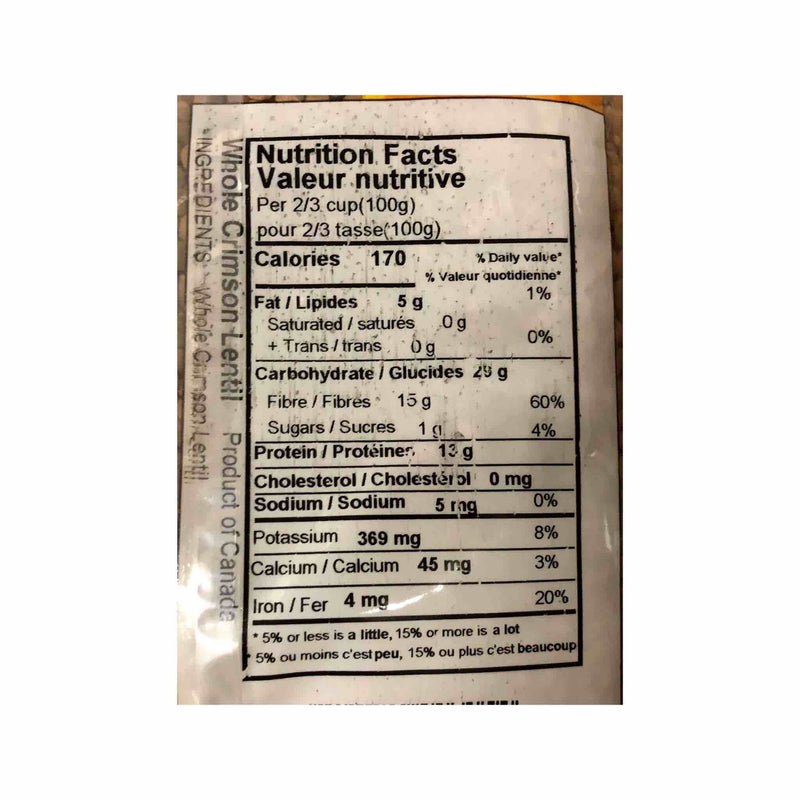 Nutrition Facts
Valeur nutritive
Per 2/3 cup(100g)
pour 2/3 tasse(100g)
Calories 170 % Daily value*
% Valeur quotidienne*
Fat / Lipides 5 g 1%
Saturated / saturés 0 g
+ Trans / trans 0 g 0%
Carbohydrate / Glucides 29 g
Fibre / Fibres 15 g 60%
Sugars / Sucres 1 g 4%
Protein / Protéines 13 g
Cholesterol / Cholestérol 0 mg
Sodium / Sodium 5 mg 0%
Potassium 369 mg 8%
Calcium / Calcium 45 mg 3%
Iron / Fer 4 mg 20%
* 5% or less is a little, 15% or more is a lot
* 5% ou moins c'est peu, 15% ou plus c'est beaucoup
Whole Crimson Lentil Product of Canada
*INGREDIENTS: Whole Crimson Lentil